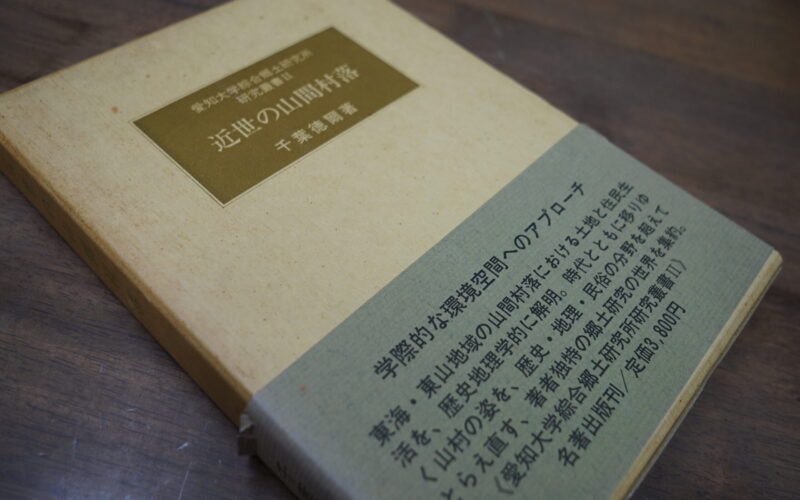 愛知大学綜合郷土研究所
研究叢書Ⅱ
近世の山間村落
千葉徳爾著
学際的な環境空間へのアプローチ
東海・東山地域の山間村落における土地と住民生
活を、歴史地理学的に解明。時代とともに移りゆ
く山村の姿を、歴史・地理・民俗の分野を超えて
とらえ直す、著者独特の郷土研究の世界を集約。
《愛知大学綜合郷土研究所研究叢書Ⅱ》
名著出版刊／定価3,800円